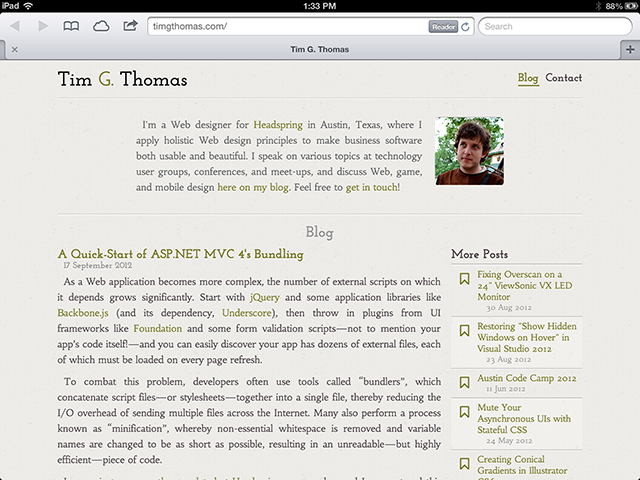 iPad
1:33 PM
88%
timgthomas.com/
Reader
Search
Tim G. Thomas
Tim G. Thomas
Blog
Contact
I'm a Web designer for Headspring in Austin, Texas, where I
apply holistic Web design principles to make business software
both usable and beautiful. I speak on various topics at technology
user groups, conferences, and meet-ups, and discuss Web, game,
and mobile design here on my blog. Feel free to get in touch!
Blog
A Quick-Start of ASP.NET MVC 4's Bundling
17 September 2012
As a Web application becomes more complex, the number of external scripts on which
it depends grows significantly. Start with jQuery and some application libraries like
Backbone.js (and its dependency, Underscore), then throw in plugins from UI
frameworks like Foundation and some form validation scripts—not to mention your
app's code itself!—and you can easily discover your app has dozens of external files, each
of which must be loaded on every page refresh.
To combat this problem, developers often use tools called “bundlers”, which
concatenate script files—or stylesheets—together into a single file, thereby reducing the
I/O overhead of sending multiple files across the Internet. Many also perform a process
known as “minification”, whereby non-essential whitespace is removed and variable
names are changed to be as short as possible, resulting in an unreadable—but highly
efficient—piece of code.
More Posts
Fixing Overscan on a
24" ViewSonic VX LED
Monitor
30 Aug 2012
Restoring "Show Hidden
Windows on Hover" in
Visual Studio 2012
23 Aug 2012
Austin Code Camp 2012
11 Jun 2012
Mute Your
Asynchronous UIs with
Stateful CSS
24 May 2012
Creating Conical
Gradients in Illustrator